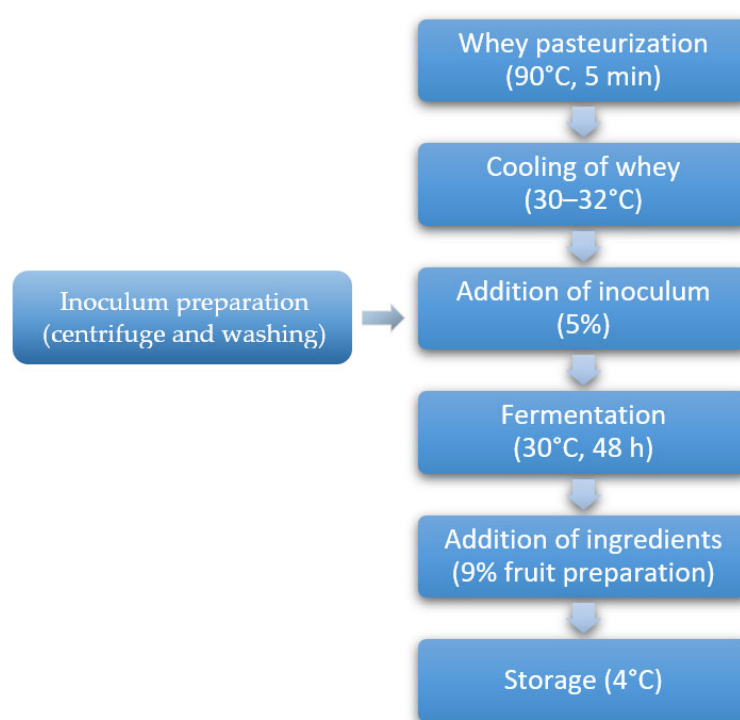 Whey pasteurization
(90°C, 5 min)
Cooling of whey
(30–32°C)
Inoculum preparation
(centrifuge and washing)
Addition of inoculum
(5%)
Fermentation
(30°C, 48 h)
Addition of ingredients
(9% fruit preparation)
Storage (4°C)